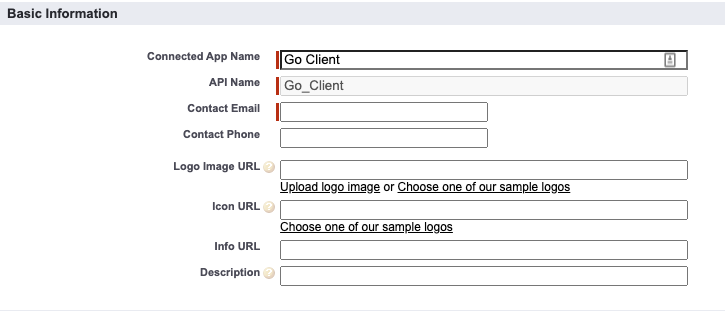 Basic Information
Connected App Name Go Client
API Name Go_Client
Contact Email
Contact Phone
Logo Image URL ?
Upload logo image or Choose one of our sample logos
Icon URL ?
Choose one of our sample logos
Info URL
Description ?